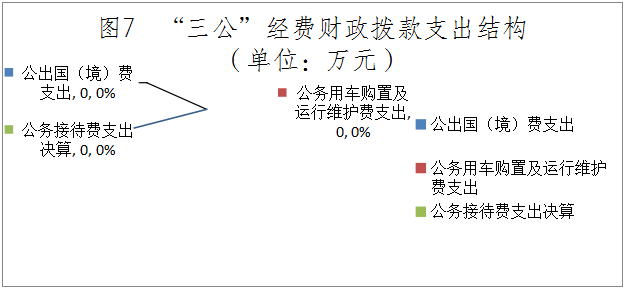 图7 “三公”经费财政拨款支出结构
（单位：万元）
公出国（境）费
支出, 0, 0%
公务接待费支出
决算, 0, 0%
公务用车购置及
运行维护费支出,
0, 0%
公出国（境）费支出
公务用车购置及运行维护
费支出
公务接待费支出决算